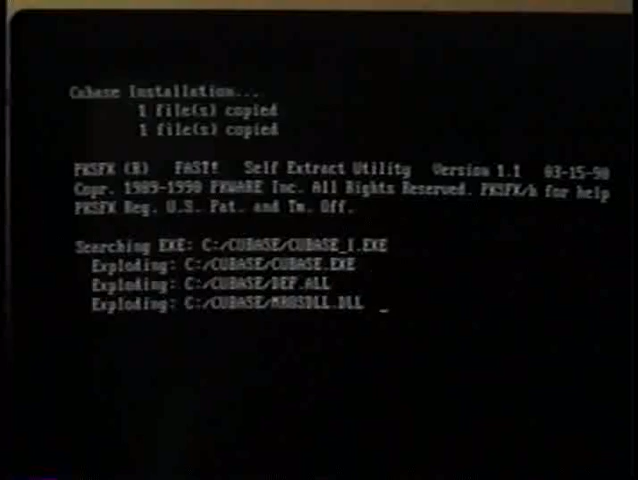 Cubase Installation...
1 file(s) copied
1 file(s) copied
PKSFX (R) FAST! Self Extract Utility Version 1.1 03-15-90
Copr. 1989-1990 PKWARE Inc. All Rights Reserved. PKSFX/h for help
PKSFX Reg. U.S. Pat. and Tm. Off.
Searching EXE: C:/CUBASE/CUBASE_1.EXE
Exploding: C:/CUBASE/CUBASE.EXE
Exploding: C:/CUBASE/DEF.ALL
Exploding: C:/CUBASE/MROSDLL.DLL _